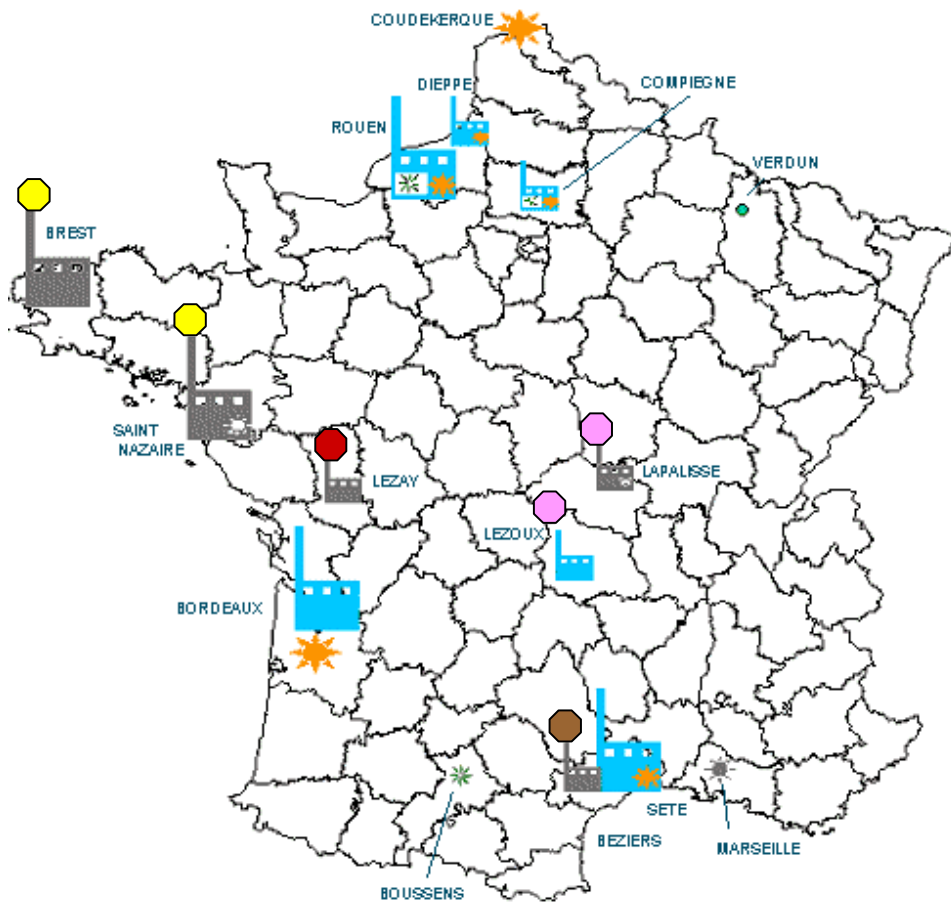 COUDEKERQUE
DIEPPE
COMPIEGNE
ROUEN
VERDUN
BREST
SAINT
NAZAIRE
LEZAY
LAPALISSE
LEZOUX
BORDEAUX
SETE
BEZIERS
MARSEILLE
BOUSSENS